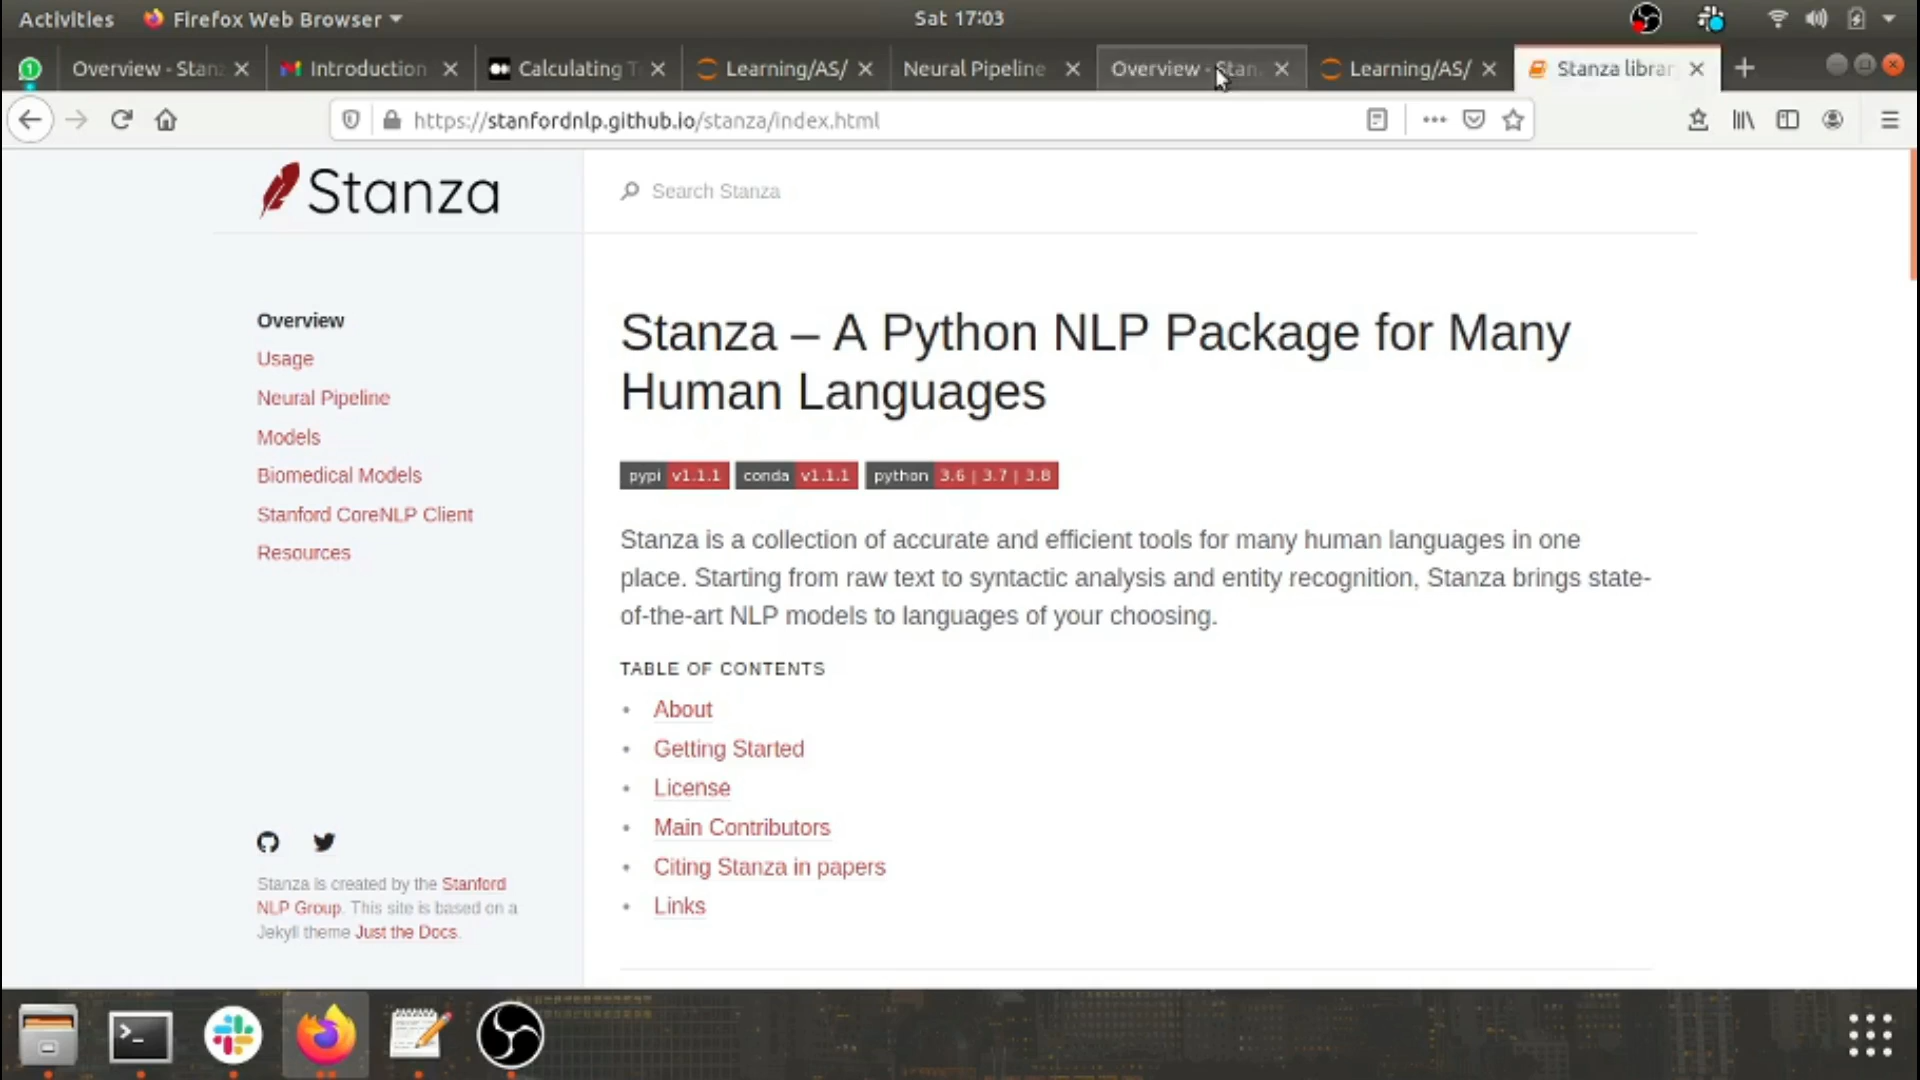 Activities
Firefox Web Browser
Sat 17:03
1
Overview - Stan
Introduction
Calculating T
Learning/AS/
Neural Pipeline
Overview - Stan
Learning/AS/
Stanza librar
https://stanfordnlp.github.io/stanza/index.html
Stanza
Search Stanza
Overview
Usage
Neural Pipeline
Models
Biomedical Models
Stanford CoreNLP Client
Resources
Stanza is created by the Stanford
NLP Group. This site is based on a
Jekyll theme Just the Docs.
Stanza – A Python NLP Package for Many
Human Languages
pypi v1.1.1 conda v1.1.1 python 3.6 | 3.7 | 3.8
Stanza is a collection of accurate and efficient tools for many human languages in one
place. Starting from raw text to syntactic analysis and entity recognition, Stanza brings state-
of-the-art NLP models to languages of your choosing.
TABLE OF CONTENTS
• About
• Getting Started
• License
• Main Contributors
• Citing Stanza in papers
• Links